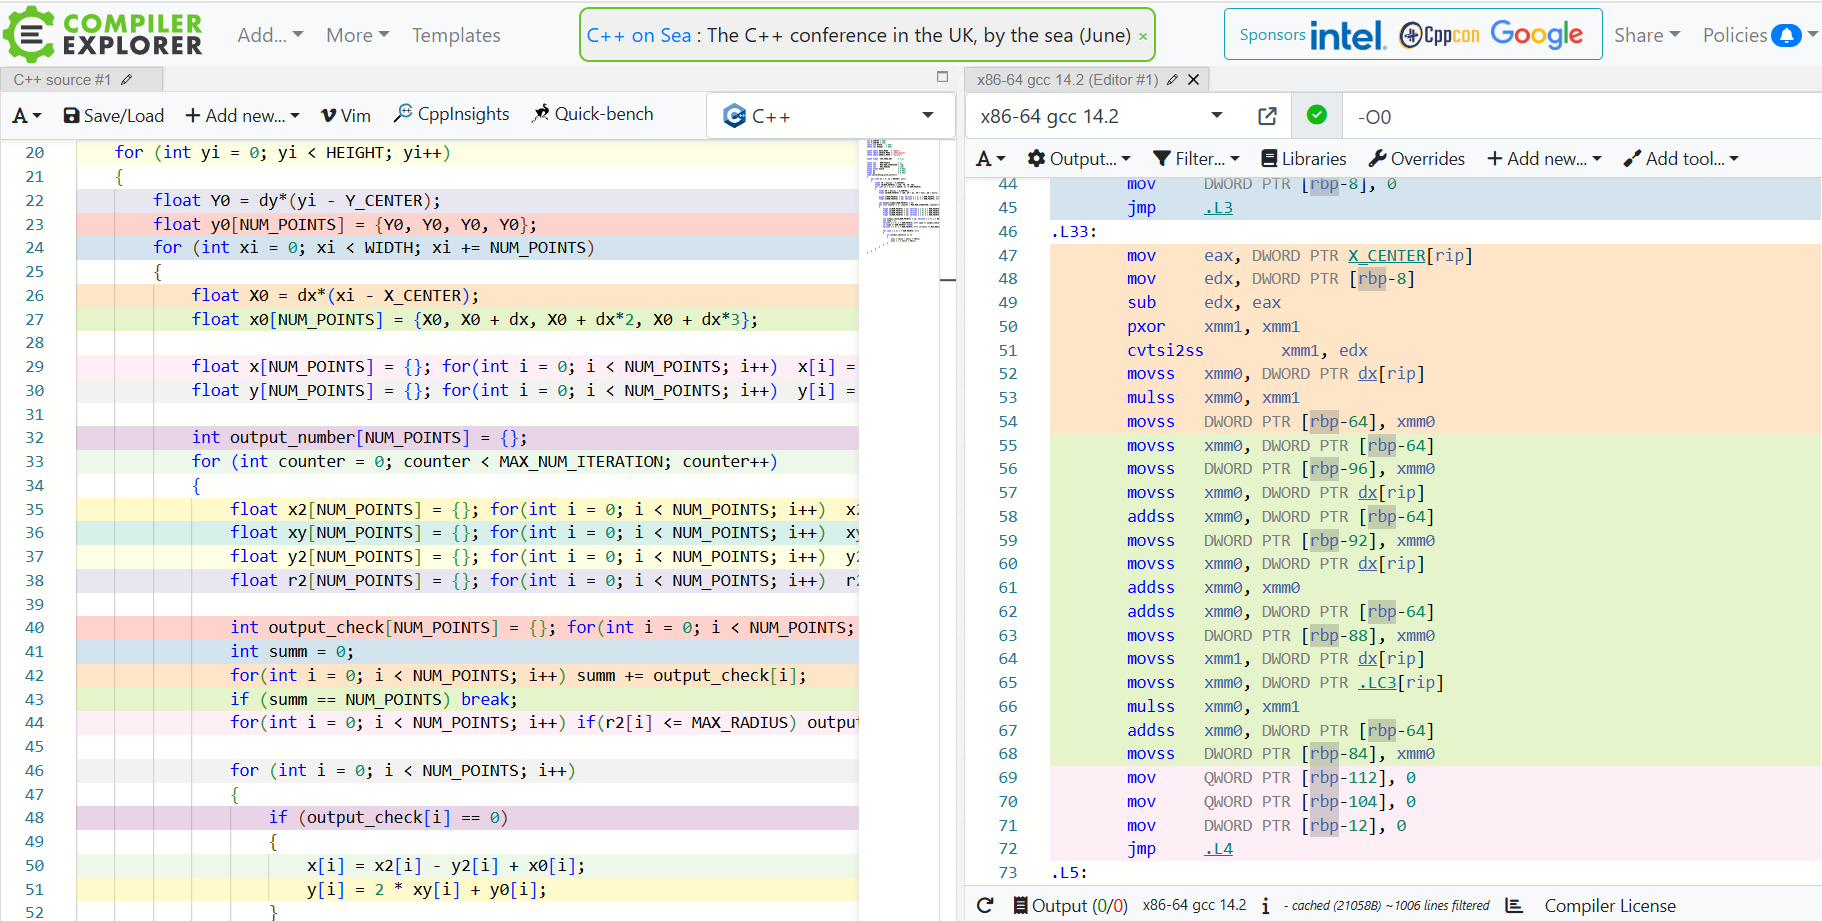 COMPILER
EXPLORER
Add...
More
Templates
C++ on Sea : The C++ conference in the UK, by the sea (June) ×
Sponsors intel. Cppcon Google
Share
Policies
C++ source #1
A
Save/Load
+ Add new...
Vim
CppInsights
Quick-bench
C++
20 for (int yi = 0; yi < HEIGHT; yi++)
21 {
22 float Y0 = dy*(yi - Y_CENTER);
23 float y0[NUM_POINTS] = {Y0, Y0, Y0, Y0};
24 for (int xi = 0; xi < WIDTH; xi += NUM_POINTS)
25 {
26 float X0 = dx*(xi - X_CENTER);
27 float x0[NUM_POINTS] = {X0, X0 + dx, X0 + dx*2, X0 + dx*3};
28
29 float x[NUM_POINTS] = {}; for(int i = 0; i < NUM_POINTS; i++) x[i] =
30 float y[NUM_POINTS] = {}; for(int i = 0; i < NUM_POINTS; i++) y[i] =
31
32 int output_number[NUM_POINTS] = {};
33 for (int counter = 0; counter < MAX_NUM_ITERATION; counter++)
34 {
35 float x2[NUM_POINTS] = {}; for(int i = 0; i < NUM_POINTS; i++) x2
36 float xy[NUM_POINTS] = {}; for(int i = 0; i < NUM_POINTS; i++) xy
37 float y2[NUM_POINTS] = {}; for(int i = 0; i < NUM_POINTS; i++) y2
38 float r2[NUM_POINTS] = {}; for(int i = 0; i < NUM_POINTS; i++) r2
39
40 int output_check[NUM_POINTS] = {}; for(int i = 0; i < NUM_POINTS;
41 int summ = 0;
42 for(int i = 0; i < NUM_POINTS; i++) summ += output_check[i];
43 if (summ == NUM_POINTS) break;
44 for(int i = 0; i < NUM_POINTS; i++) if(r2[i] <= MAX_RADIUS) output
45
46 for (int i = 0; i < NUM_POINTS; i++)
47 {
48 if (output_check[i] == 0)
49 {
50 x[i] = x2[i] - y2[i] + x0[i];
51 y[i] = 2 * xy[i] + y0[i];
52 }
x86-64 gcc 14.2 (Editor #1)
x86-64 gcc 14.2
-O0
A
Output...
Filter...
Libraries
Overrides
+ Add new...
Add tool...
44 mov DWORD PTR [rbp-8], 0
45 jmp .L3
46 .L33:
47 mov eax, DWORD PTR X_CENTER[rip]
48 mov edx, DWORD PTR [rbp-8]
49 sub edx, eax
50 pxor xmm1, xmm1
51 cvtsi2ss xmm1, edx
52 movss xmm0, DWORD PTR dx[rip]
53 mulss xmm0, xmm1
54 movss DWORD PTR [rbp-64], xmm0
55 movss xmm0, DWORD PTR [rbp-64]
56 movss DWORD PTR [rbp-96], xmm0
57 movss xmm0, DWORD PTR dx[rip]
58 addss xmm0, DWORD PTR [rbp-64]
59 movss DWORD PTR [rbp-92], xmm0
60 movss xmm0, DWORD PTR dx[rip]
61 addss xmm0, xmm0
62 addss xmm0, DWORD PTR [rbp-64]
63 movss DWORD PTR [rbp-88], xmm0
64 movss xmm1, DWORD PTR dx[rip]
65 movss xmm0, DWORD PTR .LC3[rip]
66 mulss xmm0, xmm1
67 addss xmm0, DWORD PTR [rbp-64]
68 movss DWORD PTR [rbp-84], xmm0
69 mov QWORD PTR [rbp-112], 0
70 mov QWORD PTR [rbp-104], 0
71 mov DWORD PTR [rbp-12], 0
72 jmp .L4
73 .L5:
Output (0/0) x86-64 gcc 14.2 i - cached (21058B) ~1006 lines filtered
Compiler License